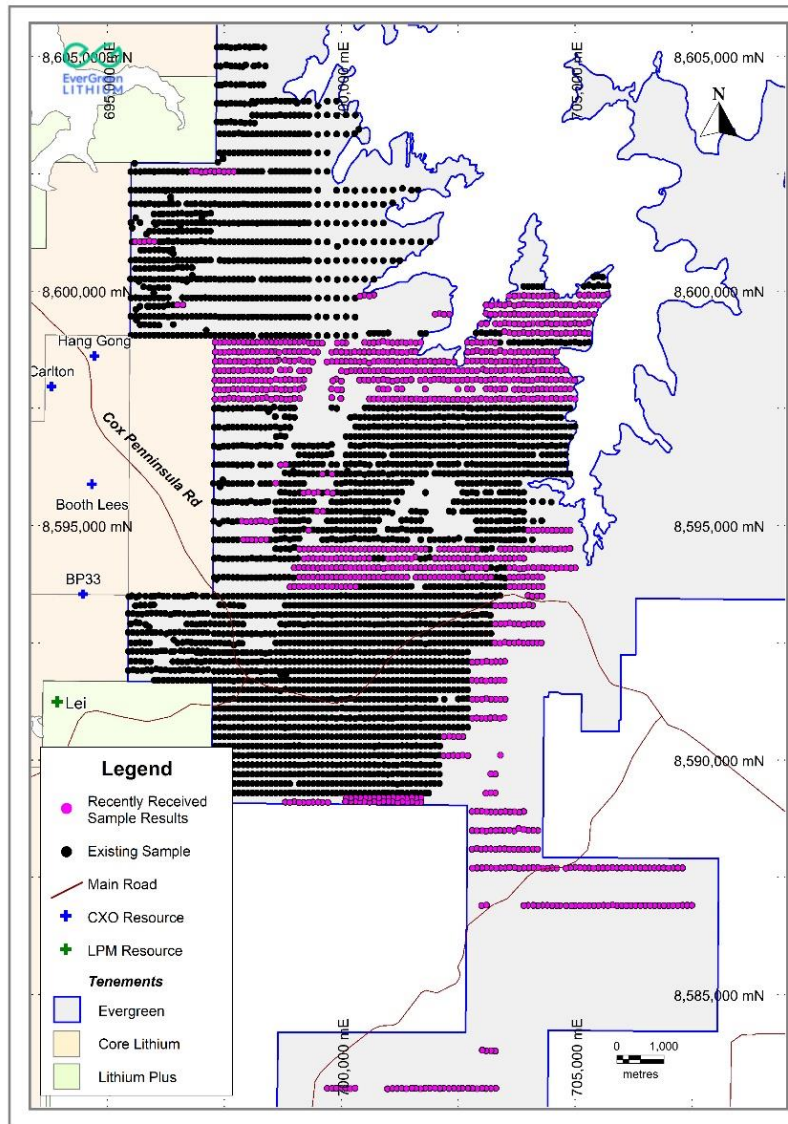 8,605,000 mN
8,605,000 mN
EverGreen
LITHIUM
695,000 mE
705,000 mE
N
8,600,000 mN
8,600,000 mN
Hang Gong
Carlton
Cox Penninsula Rd
Booth Lees
8,595,000 mN
8,595,000 mN
BP33
Lei
8,590,000 mN
Legend
Recently Received
Sample Results
Existing Sample
Main Road
CXO Resource
LPM Resource
Tenements
Evergreen
Core Lithium
Lithium Plus
8,585,000 mN
700,000 mE
705,000 mE
0 1,000
metres